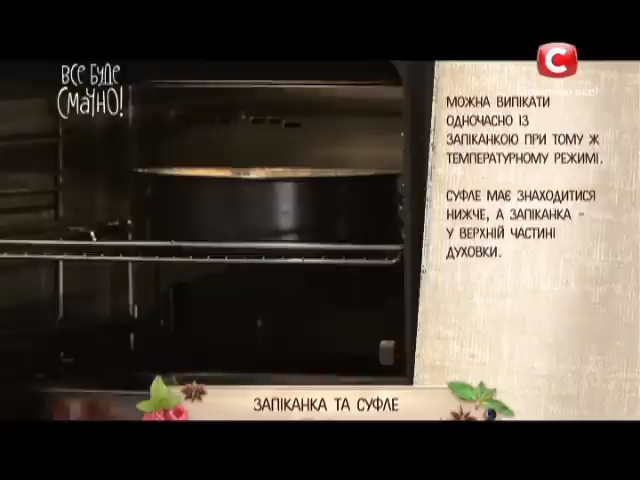 ВСЕ БУДЕ
СМАЧНО!
С
МОЖНА ВИПІКАТИ
ОДНОЧАСНО ІЗ
ЗАПІКАНКОЮ ПРИ ТОМУ Ж
ТЕМПЕРАТУРНОМУ РЕЖИМІ.
СУФЛЕ МАЄ ЗНАХОДИТИСЯ
НИЖЧЕ, А ЗАПІКАНКА -
У ВЕРХНІЙ ЧАСТИНІ
ДУХОВКИ.
ЗАПІКАНКА ТА СУФЛЕ